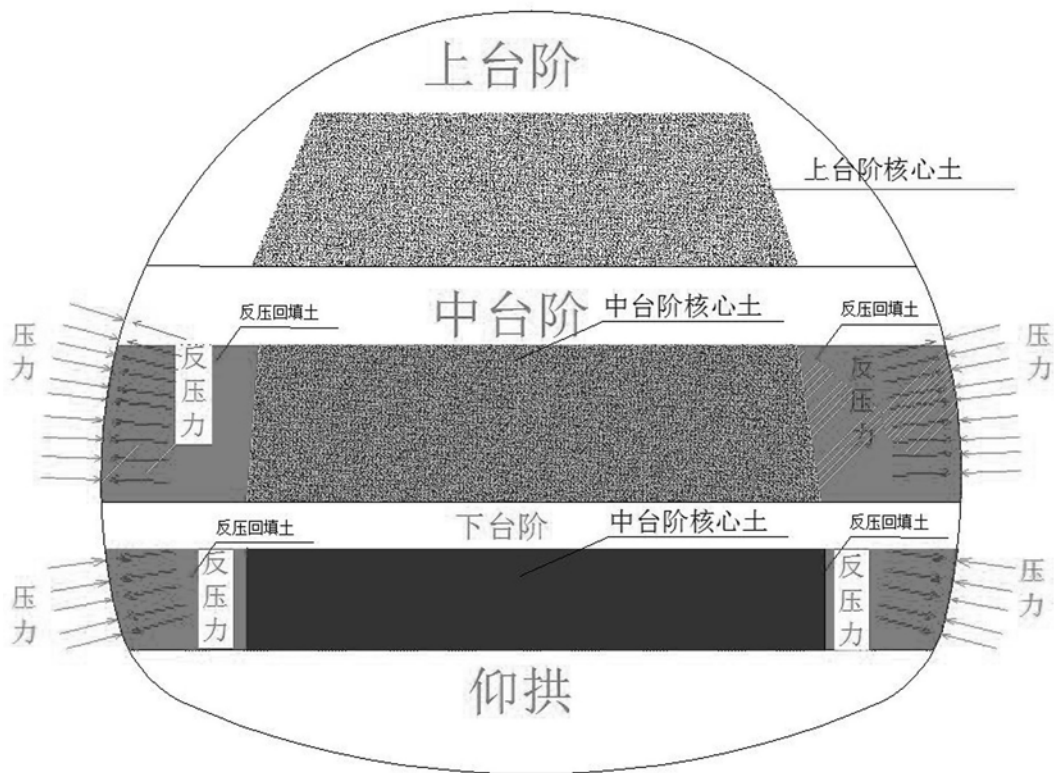 上台阶
上台阶核心土
中台阶
中台阶核心土
反压回填土
反压回填土
压力
反压力
反压力
压力
下台阶
中台阶核心土
反压回填土
反压回填土
压力
反压力
反压力
压力
仰拱